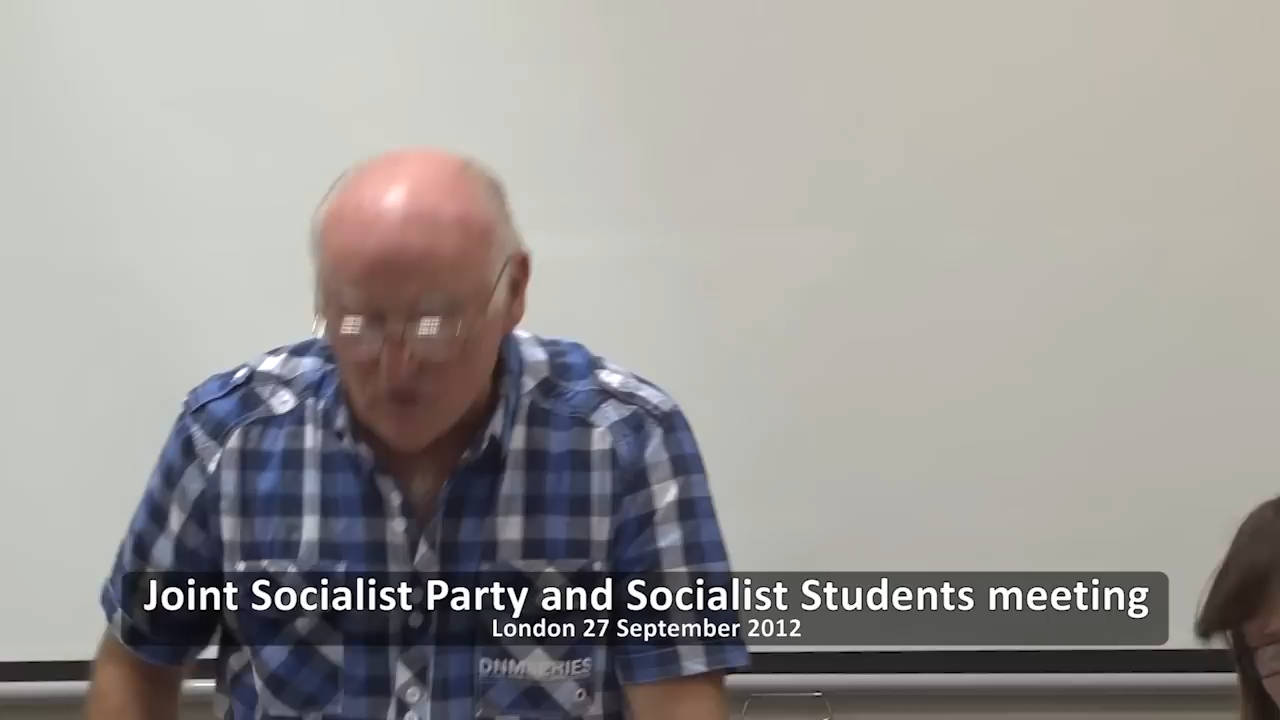 Joint Socialist Party and Socialist Students meeting
London 27 September 2012